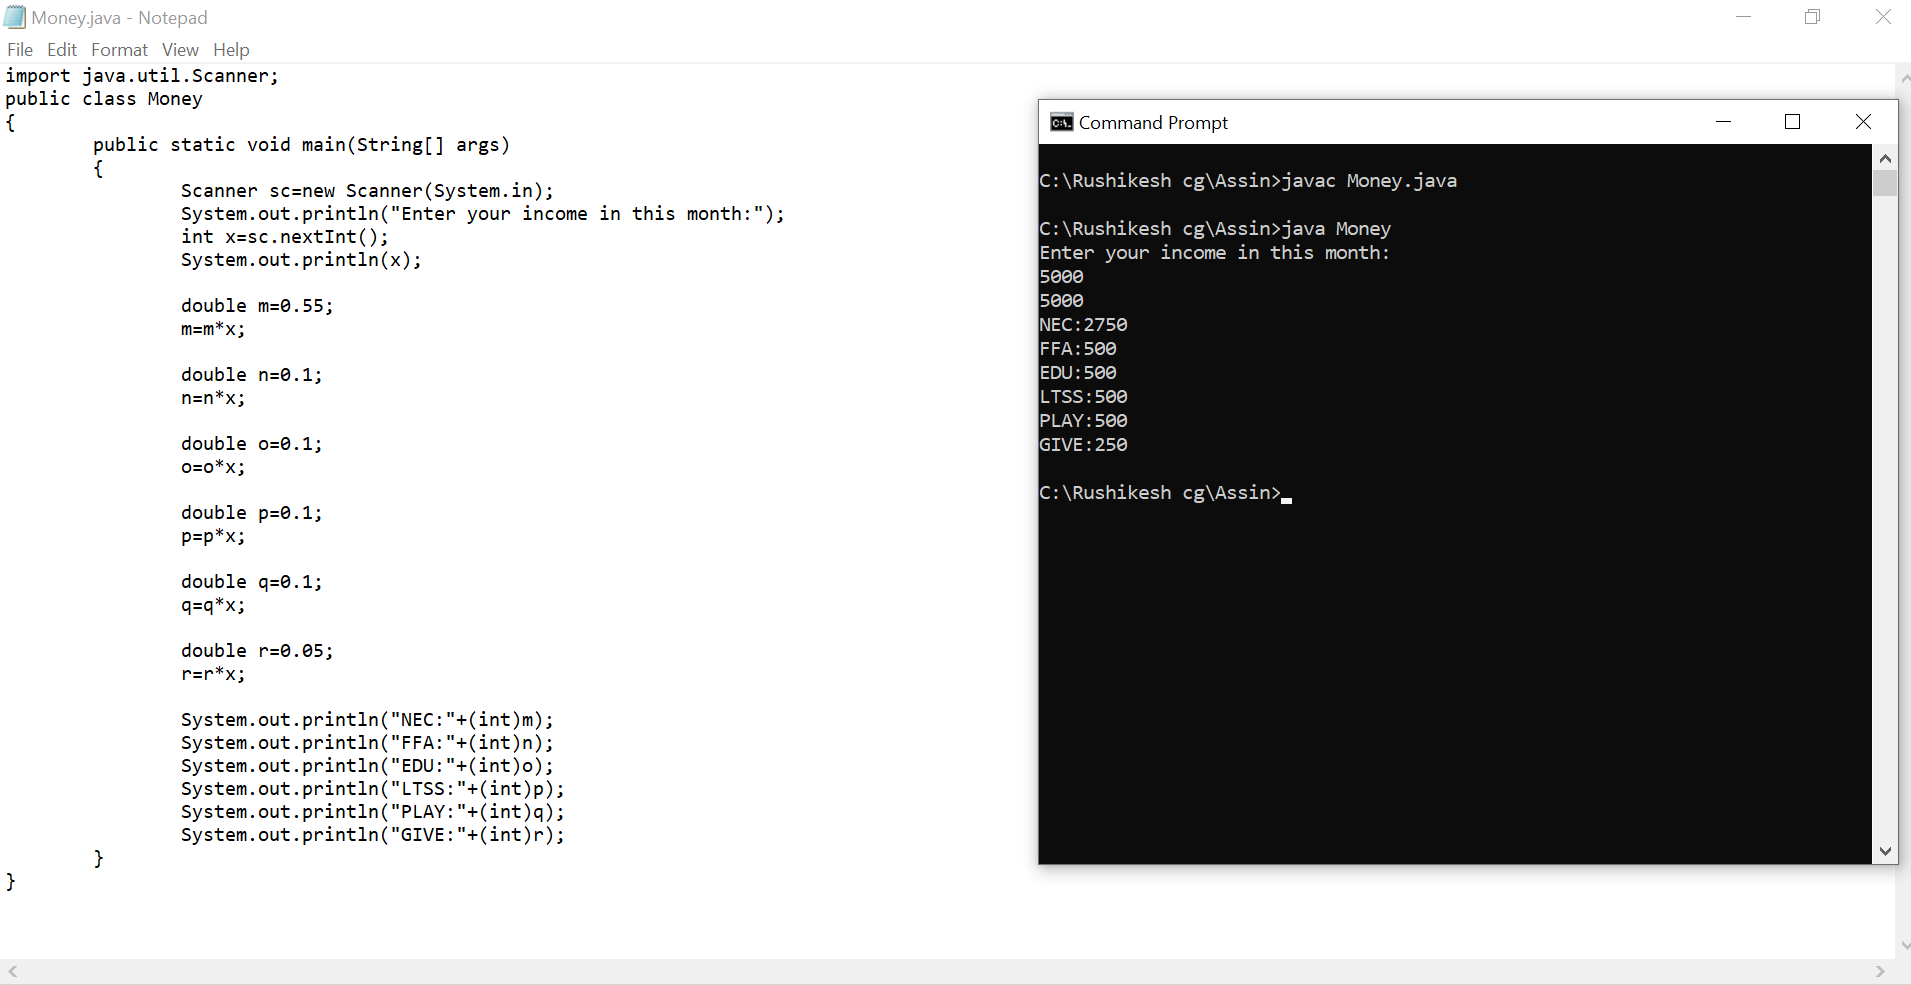 Money.java - Notepad
File Edit Format View Help
import java.util.Scanner;
public class Money
{
public static void main(String[] args)
{
Scanner sc=new Scanner(System.in);
System.out.println("Enter your income in this month:");
int x=sc.nextInt();
System.out.println(x);
double m=0.55;
m=m*x;
double n=0.1;
n=n*x;
double o=0.1;
o=o*x;
double p=0.1;
p=p*x;
double q=0.1;
q=q*x;
double r=0.05;
r=r*x;
System.out.println("NEC:"+(int)m);
System.out.println("FFA:"+(int)n);
System.out.println("EDU:"+(int)o);
System.out.println("LTSS:"+(int)p);
System.out.println("PLAY:"+(int)q);
System.out.println("GIVE:"+(int)r);
}
}
C:\. Command Prompt
C:\Rushikesh cg\Assin>javac Money.java
C:\Rushikesh cg\Assin>java Money
Enter your income in this month:
5000
5000
NEC:2750
FFA:500
EDU:500
LTSS:500
PLAY:500
GIVE:250
C:\Rushikesh cg\Assin>